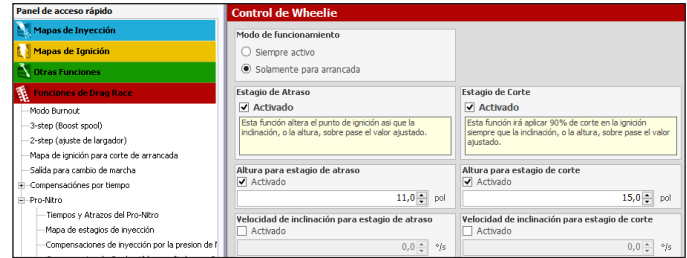 Panel de acceso rápido
Mapas de Inyección
Mapas de Ignición
Otras Funciones
Funciones de Drag Race
Modo Burnout
3-step (Boost spool)
2-step (ajuste de largador)
Mapa de ignición para corte de arrancada
Salida para cambio de marcha
Compensaciónes por tiempo
Pro-Nitro
Tiempos y Atrazos del Pro-Nitro
Mapa de estagios de inyección
Compensaciones de inyección por la presion de
Control de Wheelie
Modo de funcionamiento
Siempre activo
Solamente para arrancada
Estagio de Atraso
Activado
Esta función altera el punto de ignición asi que la
inclinación, o la altura, sobre pase el valor ajustado.
Estagio de Corte
Activado
Esta función irá aplicar 90% de corte en la ignición
siempre que la inclinación, o la altura, sobre pase el valor
ajustado.
Altura para estagio de atraso
Activado
11,0 pol
Altura para estagio de corte
Activado
15,0 pol
Velocidad de inclinación para estagio de atraso
Activado
0,0 °/s
Velocidad de inclinación para estagio de corte
Activado
0,0 °/s